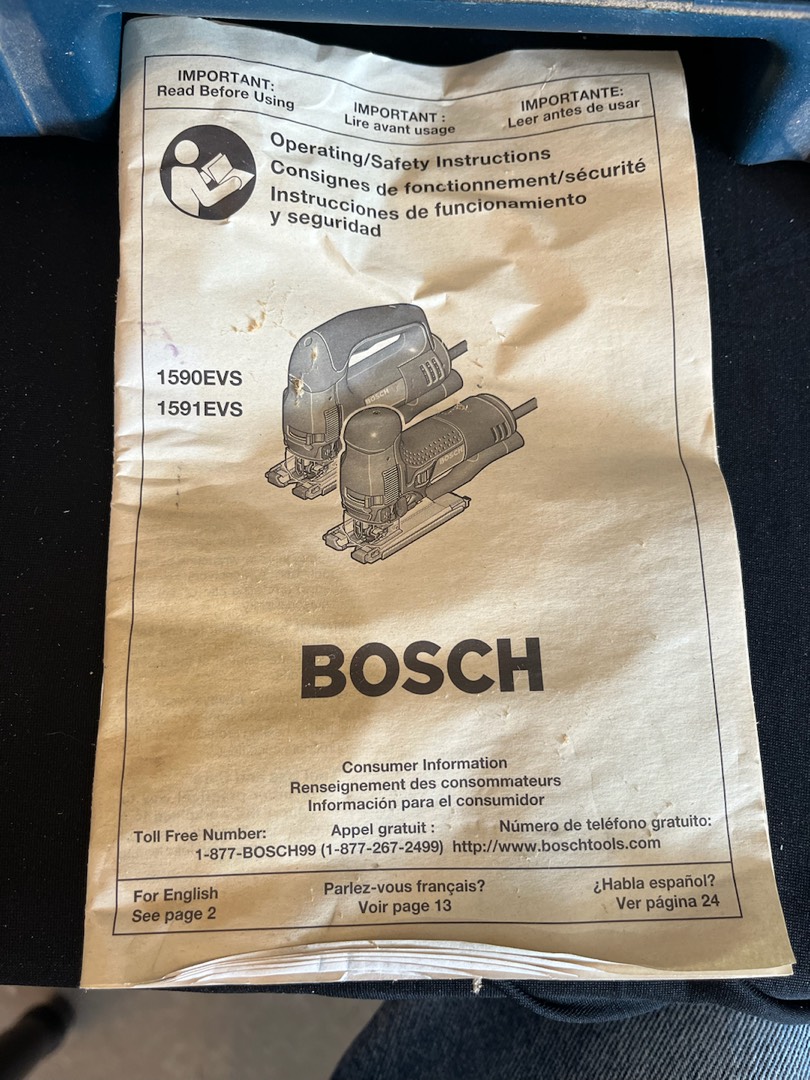 IMPORTANT:
Read Before Using
IMPORTANT :
Lire avant usage
IMPORTANTE:
Leer antes de usar
Operating/Safety Instructions
Consignes de fonctionnement/sécurité
Instrucciones de funcionamiento
y seguridad
1590EVS
1591EVS
BOSCH
BOSCH
BOSCH
Consumer Information
Renseignement des consommateurs
Información para el consumidor
Toll Free Number:
Appel gratuit :
Número de teléfono gratuito:
1-877-BOSCH99 (1-877-267-2499) http://www.boschtools.com
For English
See page 2
Parlez-vous français?
Voir page 13
¿Habla español?
Ver página 24